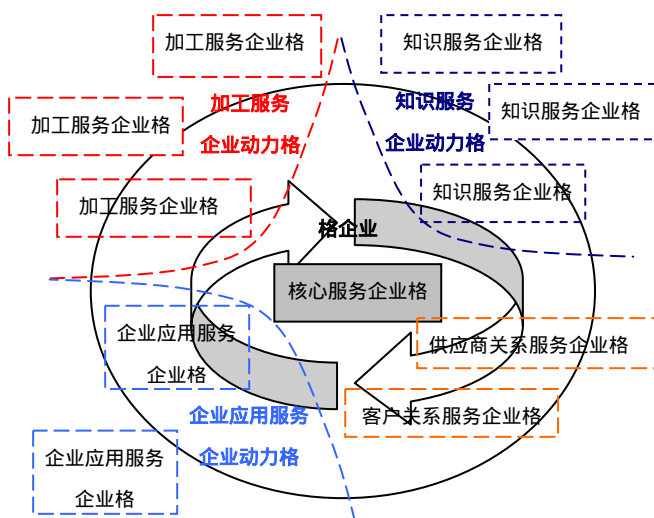 加工服务企业格
知识服务企业格
加工服务
企业动力格
知识服务
企业动力格
知识服务企业格
加工服务企业格
加工服务企业格
知识服务企业格
格企业
核心服务企业格
企业应用服务
企业格
供应商关系服务企业格
客户关系服务企业格
企业应用服务
企业动力格
企业应用服务
企业格